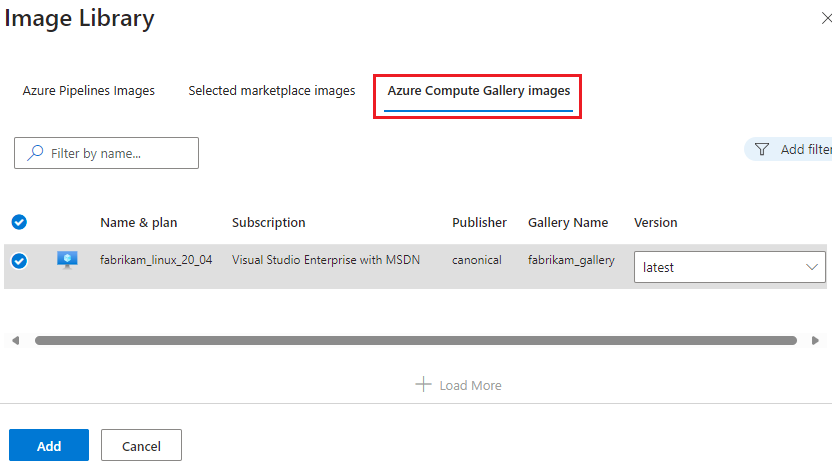 Image Library
Azure Pipelines Images Selected marketplace images Azure Compute Gallery images
Filter by name... Add filter
Name & plan Subscription Publisher Gallery Name Version
fabrikam_linux_20_04 Visual Studio Enterprise with MSDN canonical fabrikam_gallery latest
Load More
Add Cancel